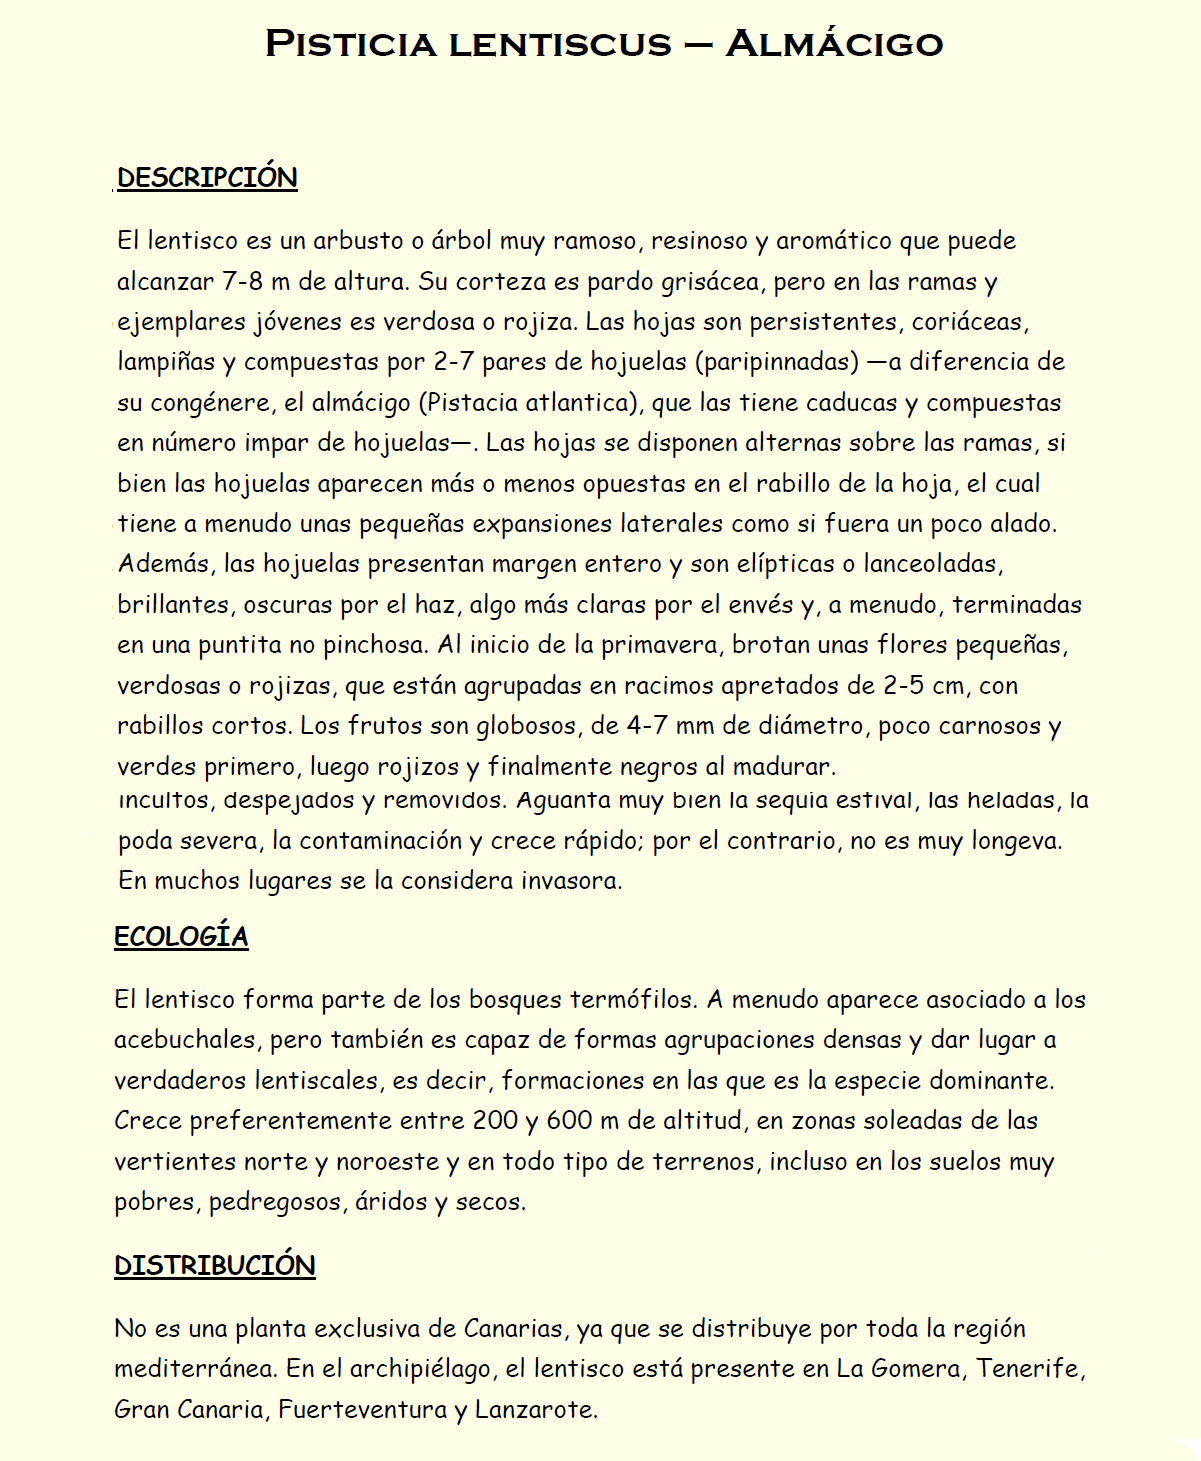 PISTICIA LENTISCUS – ALMÁCIGO
DESCRIPCIÓN
El lentisco es un arbusto o árbol muy ramoso, resinoso y aromático que puede
alcanzar 7-8 m de altura. Su corteza es pardo grisácea, pero en las ramas y
ejemplares jóvenes es verdosa o rojiza. Las hojas son persistentes, coriáceas,
lampiñas y compuestas por 2-7 pares de hojuelas (paripinnadas) —a diferencia de
su congénere, el almácigo (Pistacia atlantica), que las tiene caducas y compuestas
en número impar de hojuelas—. Las hojas se disponen alternas sobre las ramas, si
bien las hojuelas aparecen más o menos opuestas en el rabillo de la hoja, el cual
tiene a menudo unas pequeñas expansiones laterales como si fuera un poco alado.
Además, las hojuelas presentan margen entero y son elípticas o lanceoladas,
brillantes, oscuras por el haz, algo más claras por el envés y, a menudo, terminadas
en una puntita no pinchosa. Al inicio de la primavera, brotan unas flores pequeñas,
verdosas o rojizas, que están agrupadas en racimos apretados de 2-5 cm, con
rabillos cortos. Los frutos son globosos, de 4-7 mm de diámetro, poco carnosos y
verdes primero, luego rojizos y finalmente negros al madurar.
incultos, despejados y removidos. Aguanta muy bien la sequía estival, las heladas, la
poda severa, la contaminación y crece rápido; por el contrario, no es muy longeva.
En muchos lugares se la considera invasora.
ECOLOGÍA
El lentisco forma parte de los bosques termófilos. A menudo aparece asociado a los
acebuchales, pero también es capaz de formas agrupaciones densas y dar lugar a
verdaderos lentiscales, es decir, formaciones en las que es la especie dominante.
Crece preferentemente entre 200 y 600 m de altitud, en zonas soleadas de las
vertientes norte y noroeste y en todo tipo de terrenos, incluso en los suelos muy
pobres, pedregosos, áridos y secos.
DISTRIBUCIÓN
No es una planta exclusiva de Canarias, ya que se distribuye por toda la región
mediterránea. En el archipiélago, el lentisco está presente en La Gomera, Tenerife,
Gran Canaria, Fuerteventura y Lanzarote.